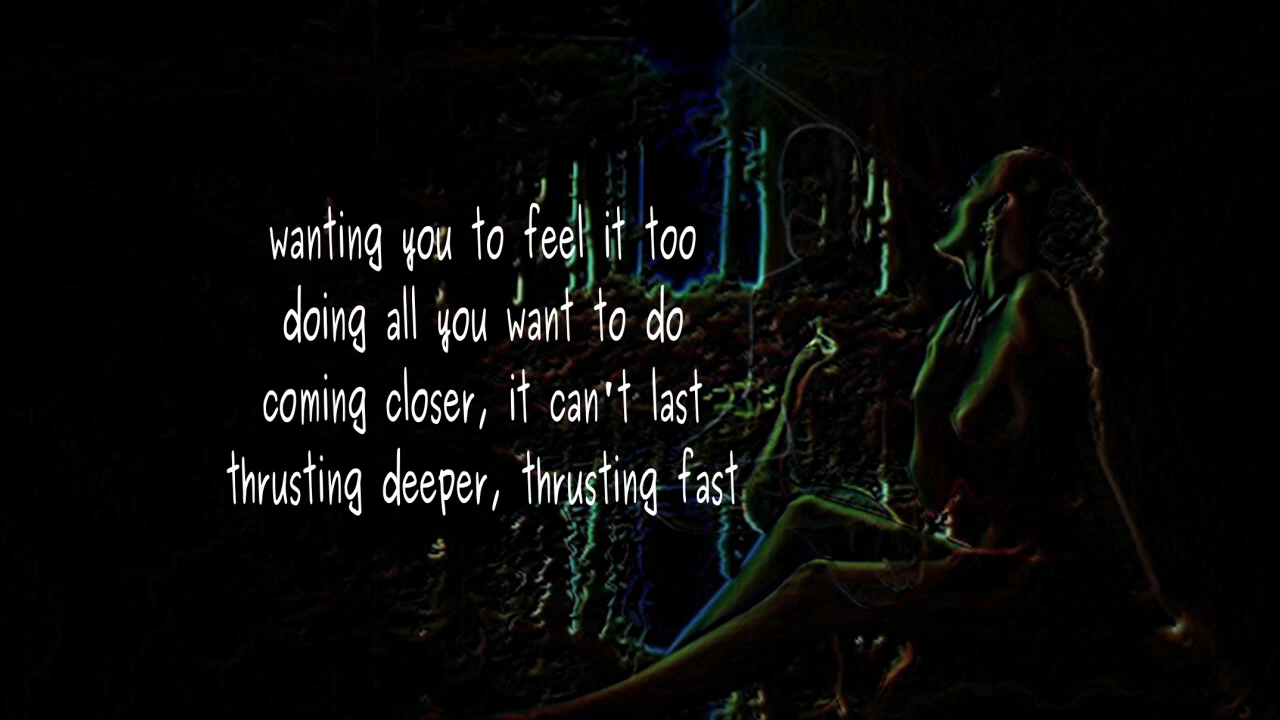 wanting you to feel it too
doing all you want to do
coming closer, it can't last
thrusting deeper, thrusting fast